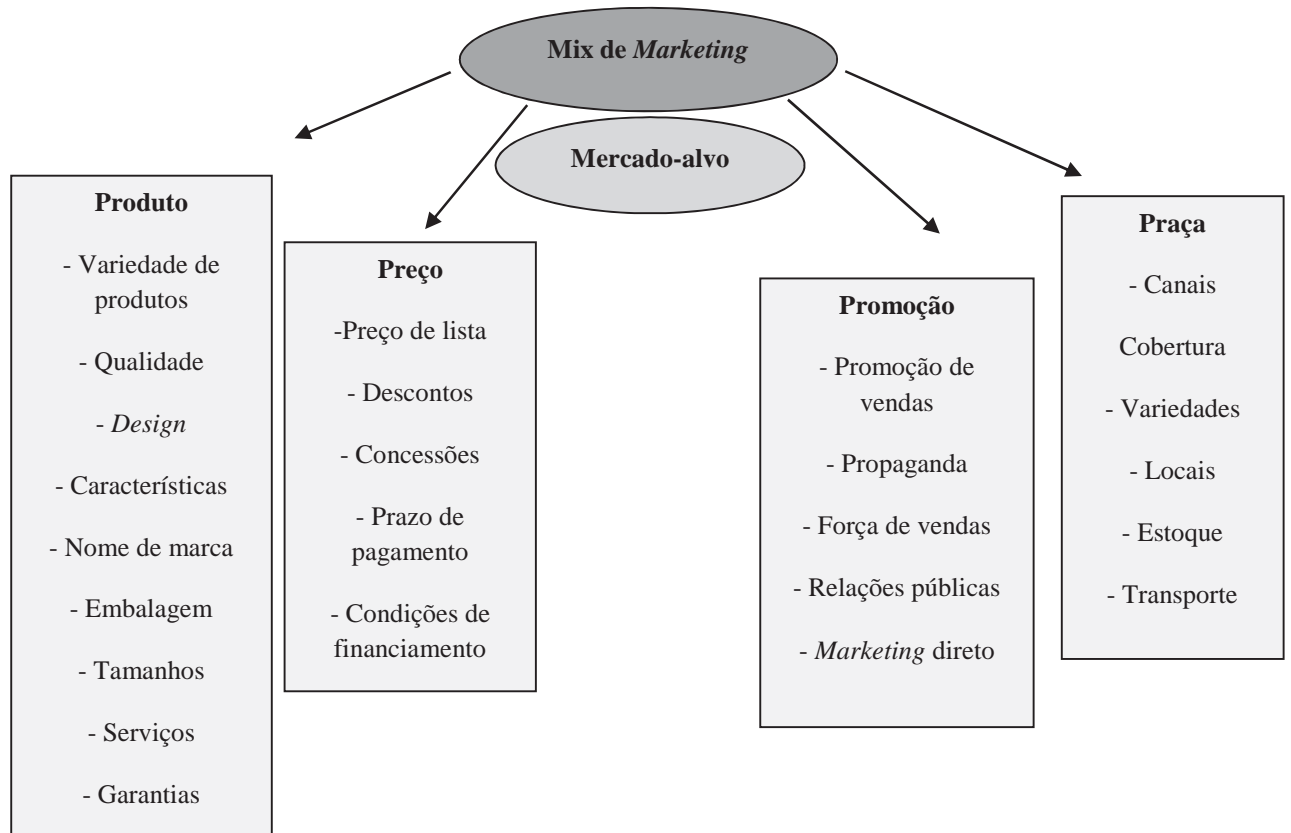 Mix de Marketing
Mercado-alvo
Produto
- Variedade de
produtos
- Qualidade
- Design
- Características
- Nome de marca
- Embalagem
- Tamanhos
- Serviços
- Garantias
Preço
-Preço de lista
- Descontos
- Concessões
- Prazo de
pagamento
- Condições de
financiamento
Promoção
- Promoção de
vendas
- Propaganda
- Força de vendas
- Relações públicas
- Marketing direto
Praça
- Canais
Cobertura
- Variedades
- Locais
- Estoque
- Transporte